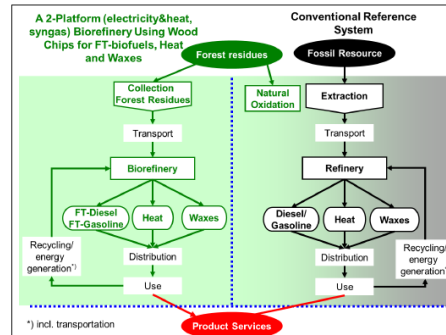 A 2-Platform (electricity&heat,
syngas) Biorefinery Using Wood
Chips for FT-biofuels, Heat
and Waxes
Conventional Reference
System
Forest residues
Fossil Resource
Collection
Forest Residues
Natural
Oxidation
Extraction
Transport
Transport
Biorefinery
Refinery
FT-Diesel
FT-Gasoline
Heat
Waxes
Diesel/
Gasoline
Heat
Waxes
Recycling/
energy
generation*)
Distribution
Distribution
Recycling/
energy
generation*
Use
Use
*) incl. transportation
Product Services